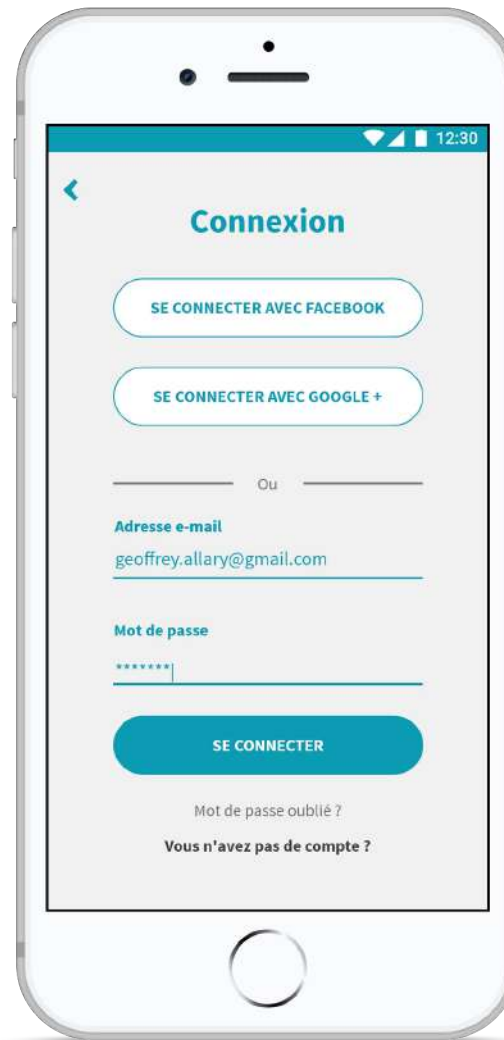 12:30
Connexion
SE CONNECTER AVEC FACEBOOK
SE CONNECTER AVEC GOOGLE +
Ou
Adresse e-mail
geoffrey.allary@gmail.com
Mot de passe
*******
SE CONNECTER
Mot de passe oublié ?
Vous n'avez pas de compte ?